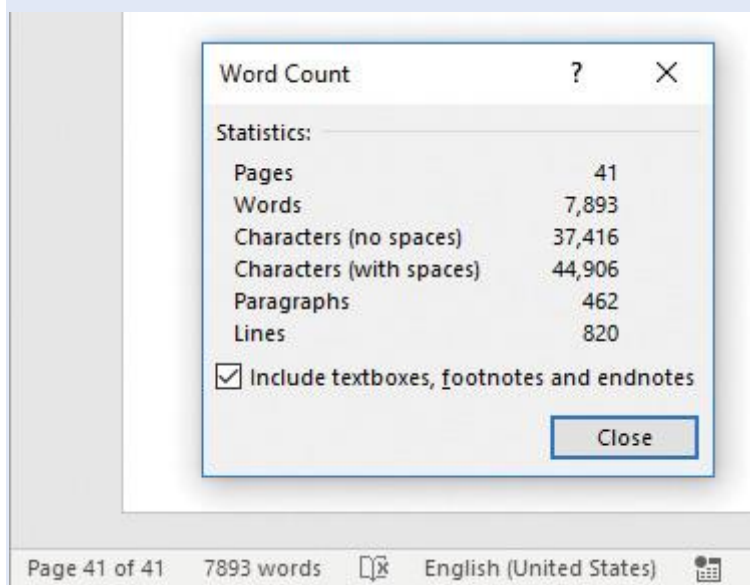 Word Count ?
Statistics:
Pages 41
Words 7,893
Characters (no spaces) 37,416
Characters (with spaces) 44,906
Paragraphs 462
Lines 820
Include textboxes, footnotes and endnotes
Close
Page 41 of 41 7893 words English (United States)